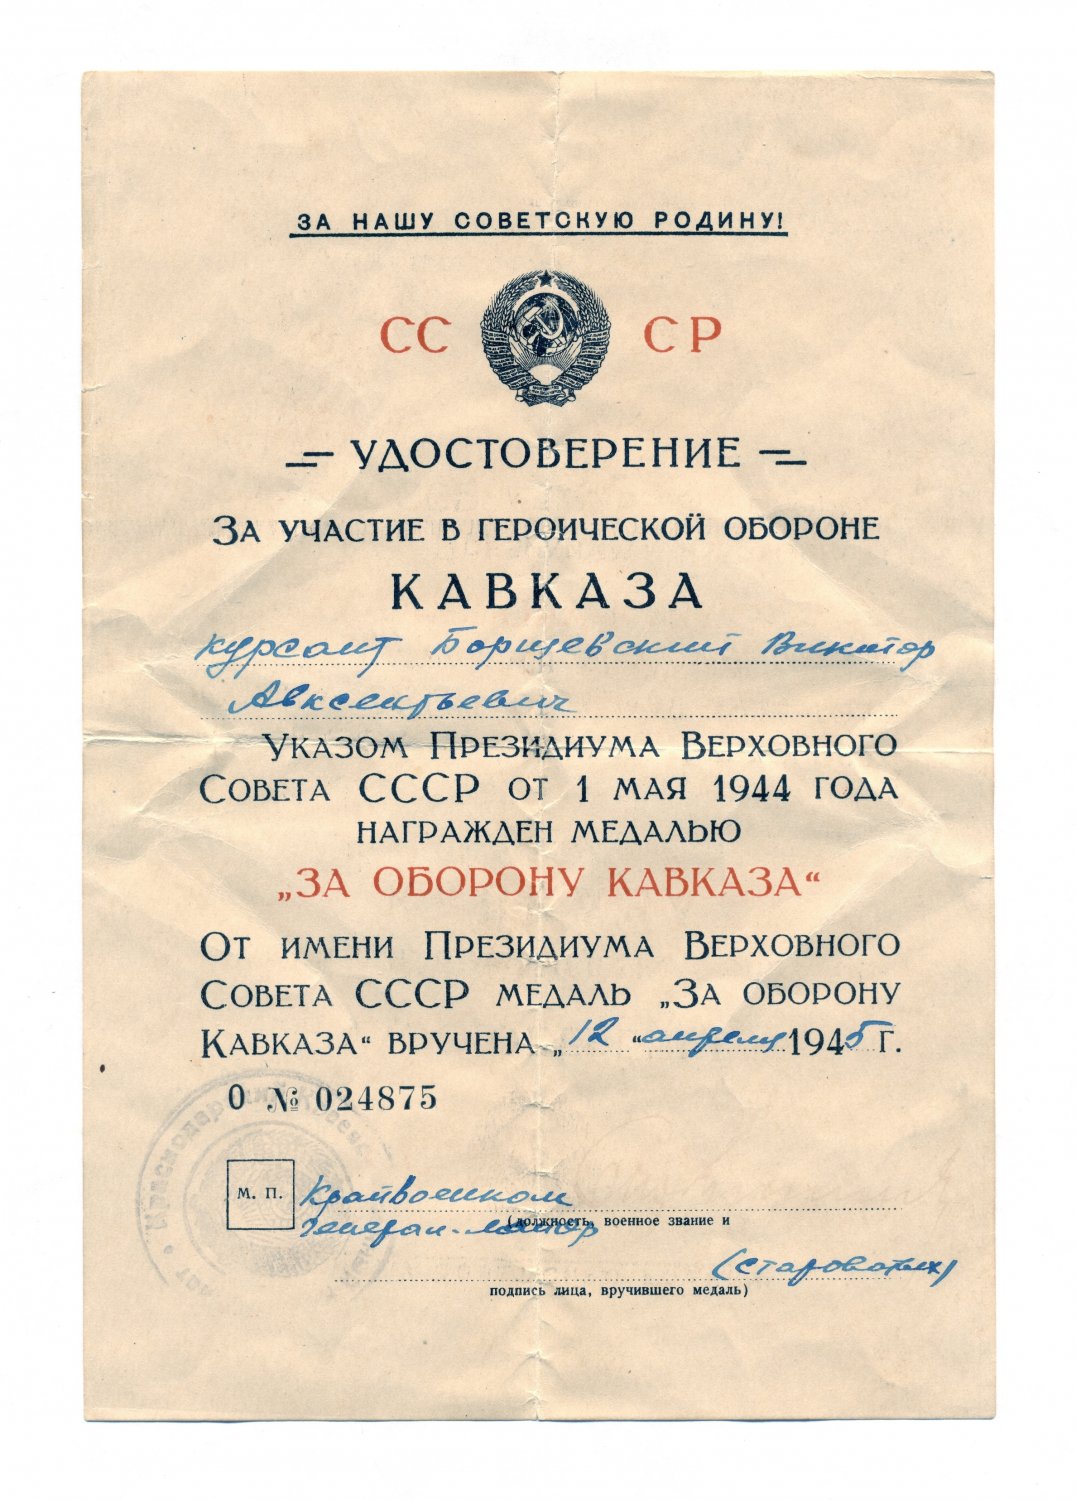 ЗА НАШУ СОВЕТСКУЮ РОДИНУ!
СС СР
УДОСТОВЕРЕНИЕ
ЗА УЧАСТИЕ В ГЕРОИЧЕСКОЙ ОБОРОНЕ
КАВКАЗА
курсант Борщевский Виктор
Авксентьевич
УКАЗОМ ПРЕЗИДИУМА ВЕРХОВНОГО
СОВЕТА СССР ОТ 1 МАЯ 1944 ГОДА
НАГРАЖДЕН МЕДАЛЬЮ
„ЗА ОБОРОНУ КАВКАЗА“
ОТ ИМЕНИ ПРЕЗИДИУМА ВЕРХОВНОГО
СОВЕТА СССР МЕДАЛЬ „ЗА ОБОРОНУ
КАВКАЗА“ ВРУЧЕНА „12“ апреля 1945 Г.
О № 024875
М. П. Крайвоенком
(должность, военное звание и
Генерал-майор
подпись лица, вручившего медаль)